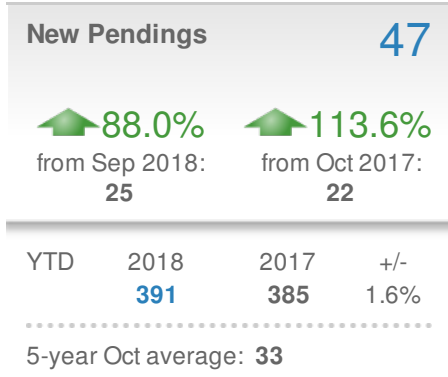 New Pendings 47
88.0% 113.6%
from Sep 2018: from Oct 2017:
25 22
YTD 2018 2017 +/-
391 385 1.6%
5-year Oct average: 33